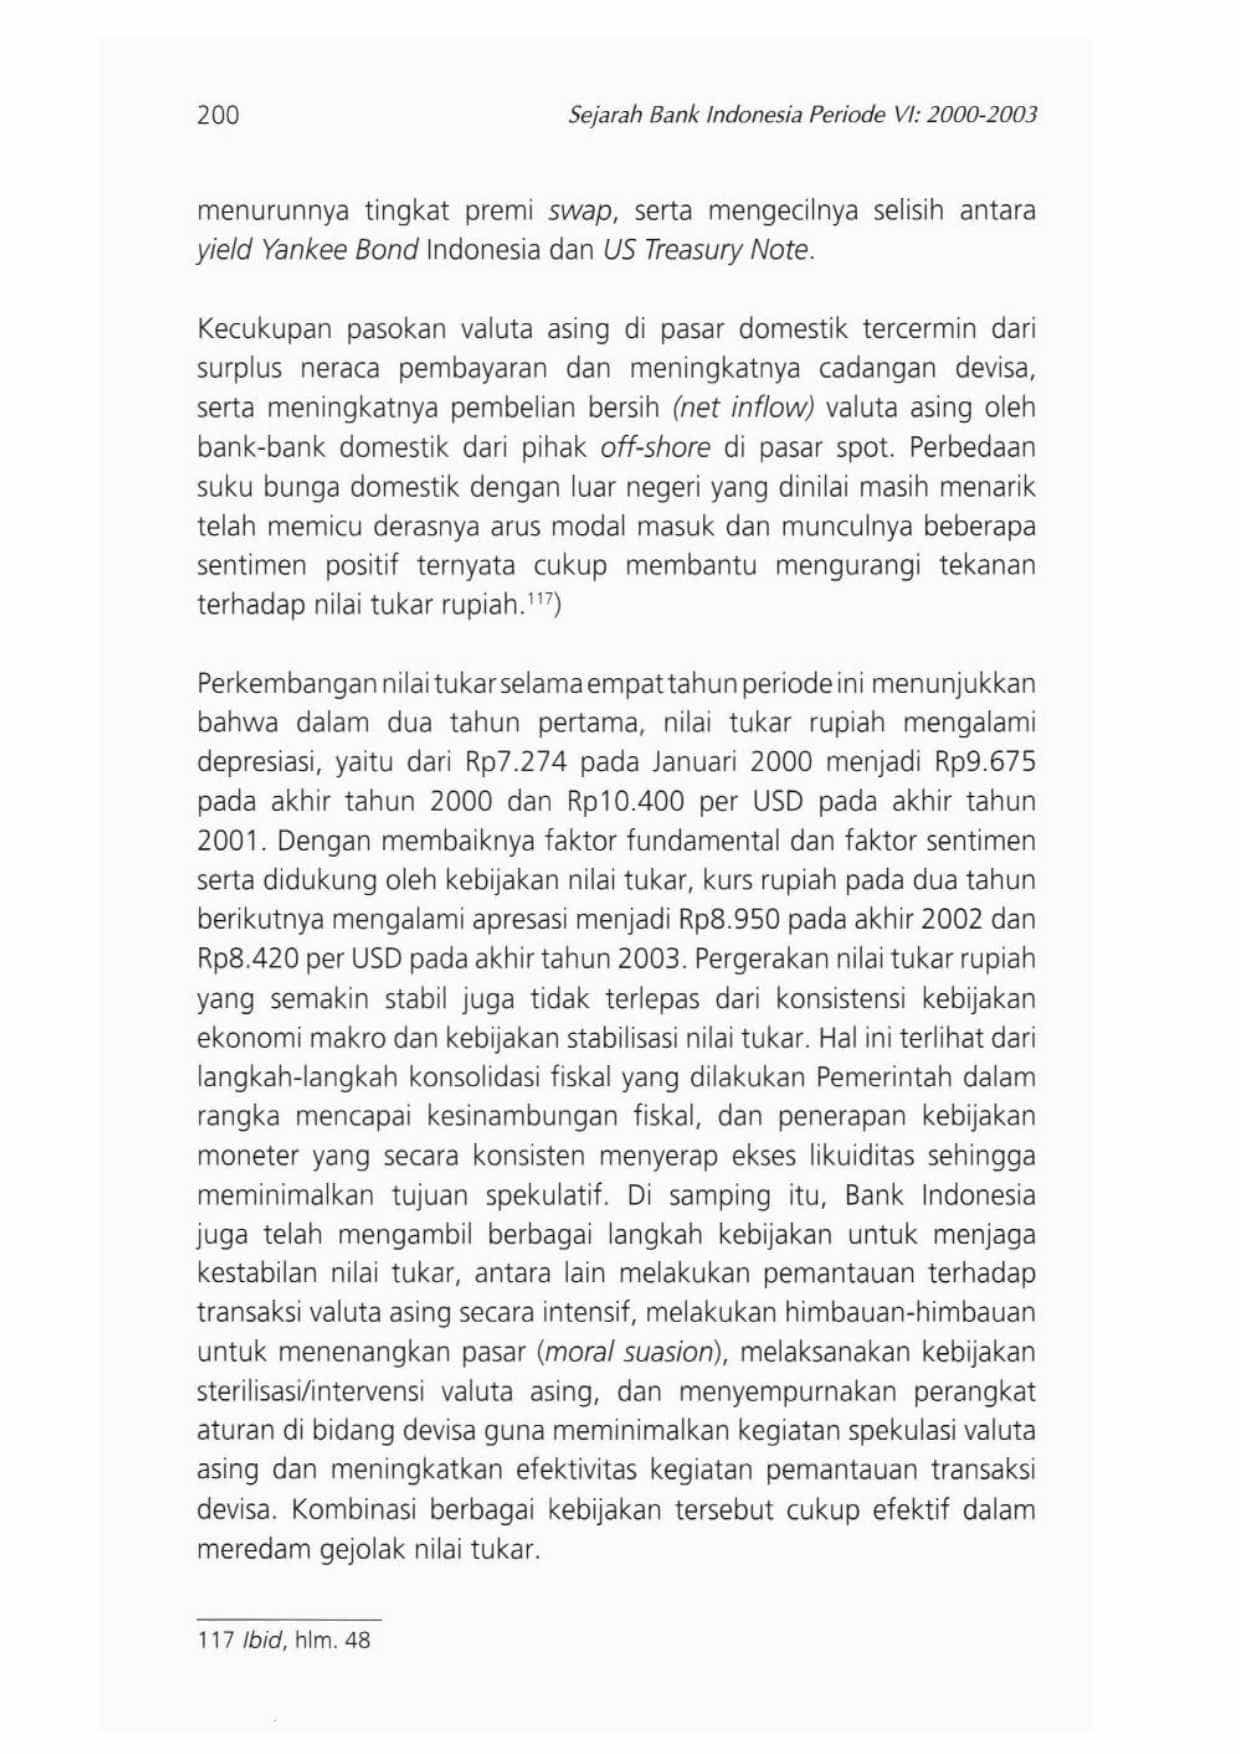 200
Sejarah Bank Indonesia Periode VI: 2000-2003
menurunnya tingkat premi swap, serta mengecilnya selisih antara
yield Yankee Bond Indonesia dan US Treasury Note.
Kecukupan pasokan valuta asing di pasar domestik tercermin dari
surplus neraca pembayaran dan meningkatnya cadangan devisa,
serta meningkatnya pembelian bersih (net inflow) valuta asing oleh
bank-bank domestik dari pihak off-shore di pasar spot. Perbedaan
suku bunga domestik dengan luar negeri yang dinilai masih menarik
telah memicu derasnya arus modal masuk dan munculnya beberapa
sentimen positif ternyata cukup membantu mengurangi tekanan
terhadap nilai tukar rupiah.¹¹⁷)
Perkembangan nilai tukar selama empat tahun periode ini menunjukkan
bahwa dalam dua tahun pertama, nilai tukar rupiah mengalami
depresiasi, yaitu dari Rp7.274 pada Januari 2000 menjadi Rp9.675
pada akhir tahun 2000 dan Rp10.400 per USD pada akhir tahun
2001. Dengan membaiknya faktor fundamental dan faktor sentimen
serta didukung oleh kebijakan nilai tukar, kurs rupiah pada dua tahun
berikutnya mengalami apresasi menjadi Rp8.950 pada akhir 2002 dan
Rp8.420 per USD pada akhir tahun 2003. Pergerakan nilai tukar rupiah
yang semakin stabil juga tidak terlepas dari konsistensi kebijakan
ekonomi makro dan kebijakan stabilisasi nilai tukar. Hal ini terlihat dari
langkah-langkah konsolidasi fiskal yang dilakukan Pemerintah dalam
rangka mencapai kesinambungan fiskal, dan penerapan kebijakan
moneter yang secara konsisten menyerap ekses likuiditas sehingga
meminimalkan tujuan spekulatif. Di samping itu, Bank Indonesia
juga telah mengambil berbagai langkah kebijakan untuk menjaga
kestabilan nilai tukar, antara lain melakukan pemantauan terhadap
transaksi valuta asing secara intensif, melakukan himbauan-himbauan
untuk menenangkan pasar (moral suasion), melaksanakan kebijakan
sterilisasi/intervensi valuta asing, dan menyempurnakan perangkat
aturan di bidang devisa guna meminimalkan kegiatan spekulasi valuta
asing dan meningkatkan efektivitas kegiatan pemantauan transaksi
devisa. Kombinasi berbagai kebijakan tersebut cukup efektif dalam
meredam gejolak nilai tukar.
117 Ibid, hlm. 48